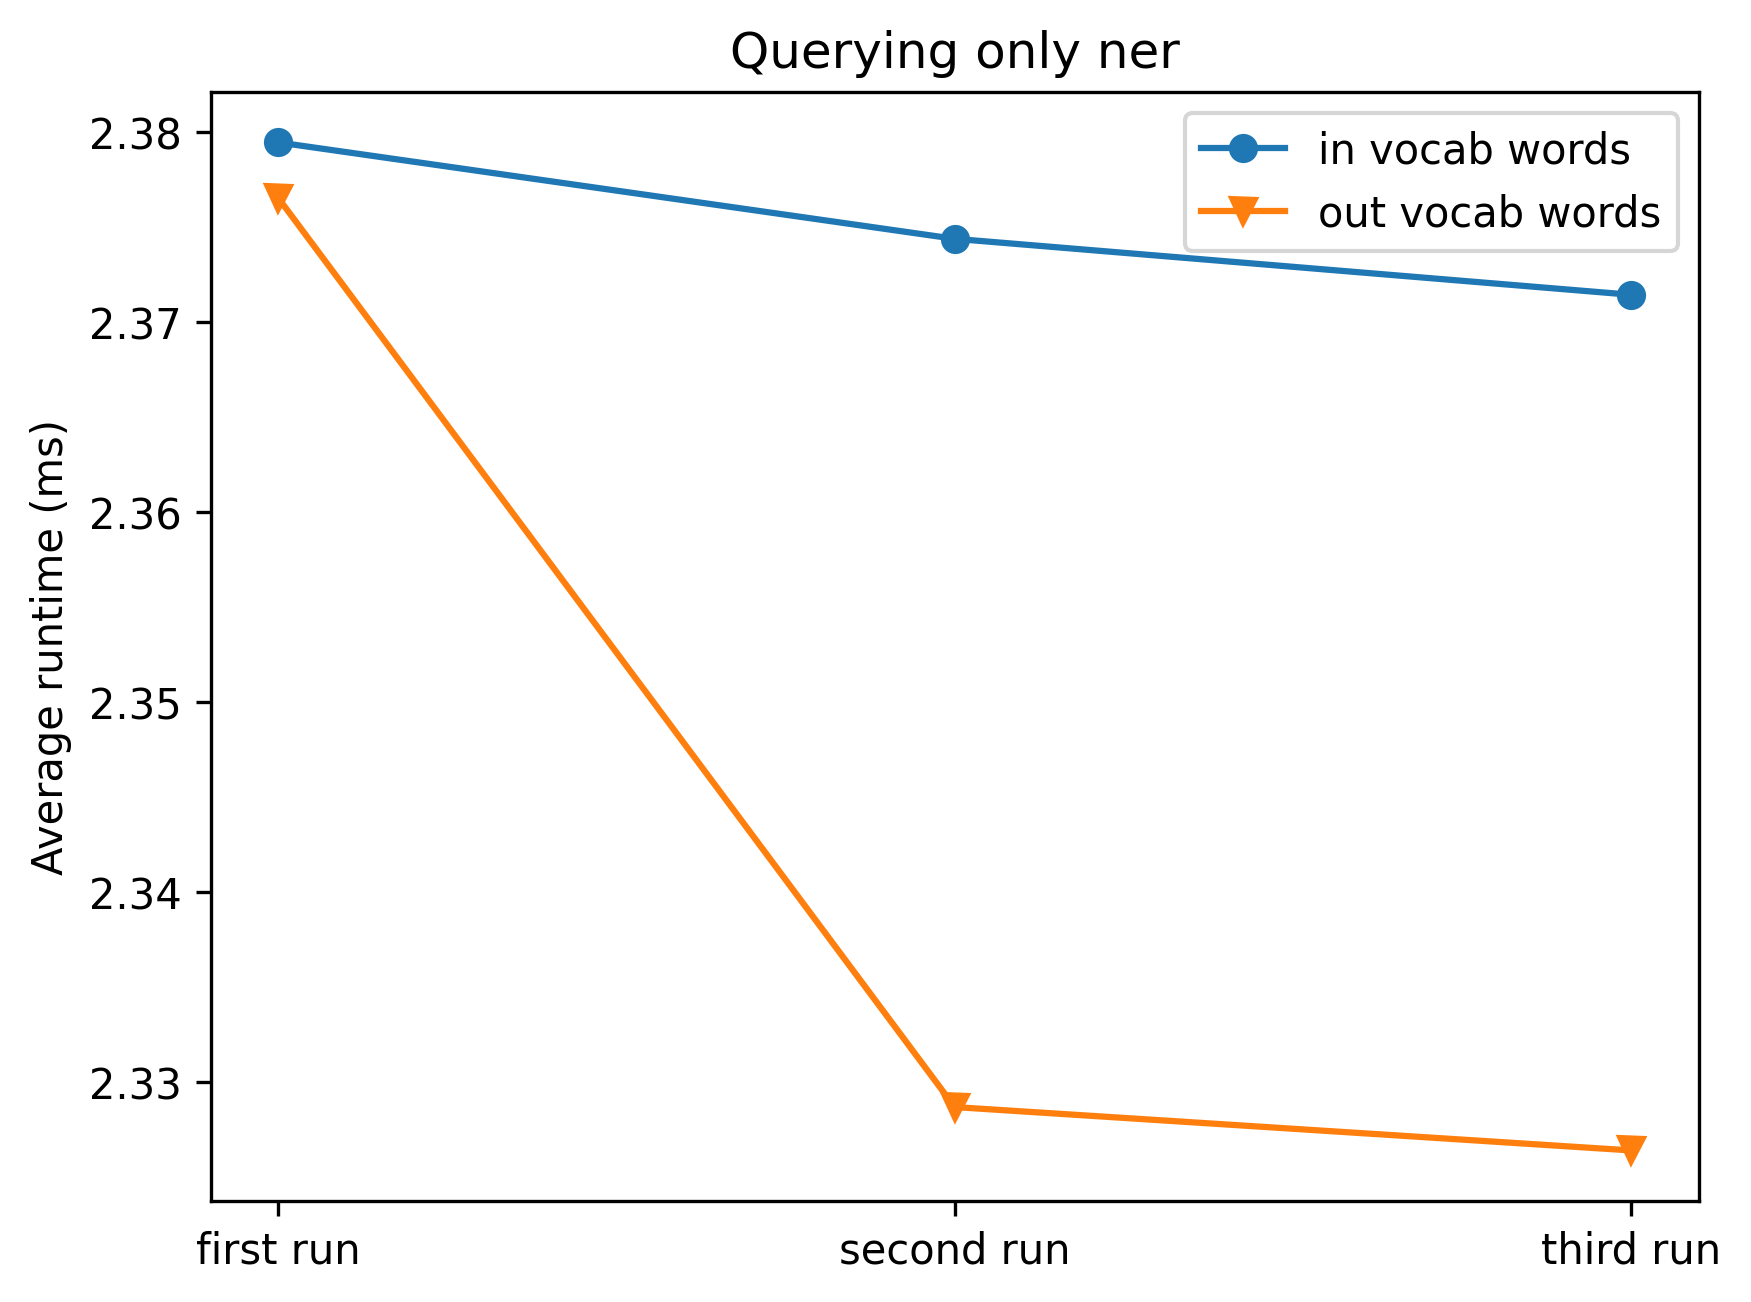 Querying only ner
in vocab words
out vocab words
Average runtime (ms)
2.38
2.37
2.36
2.35
2.34
2.33
first run
second run
third run